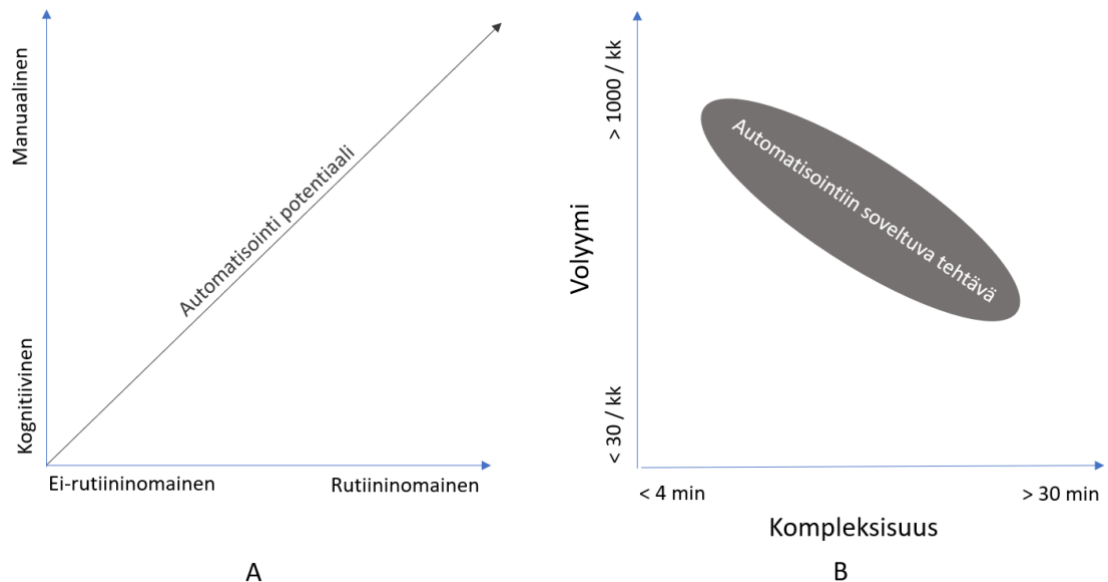 Manuaalinen
Kognitiivinen
Automatisointi potentiaali
Ei-rutiininomainen
Rutiininomainen
A
> 1000 / kk
Volyymi
< 30 / kk
Automatisointiin soveltuva tehtävä
< 4 min
> 30 min
Kompleksisuus
B